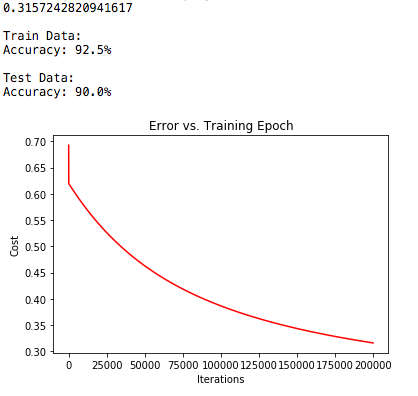 0.3157242820941617
Train Data:
Accuracy: 92.5%
Test Data:
Accuracy: 90.0%
Error vs. Training Epoch
0.70
0.65
0.60
0.55
0.50
0.45
0.40
0.35
0.30
Cost
0 25000 50000 75000 100000 125000 150000 175000 200000
Iterations